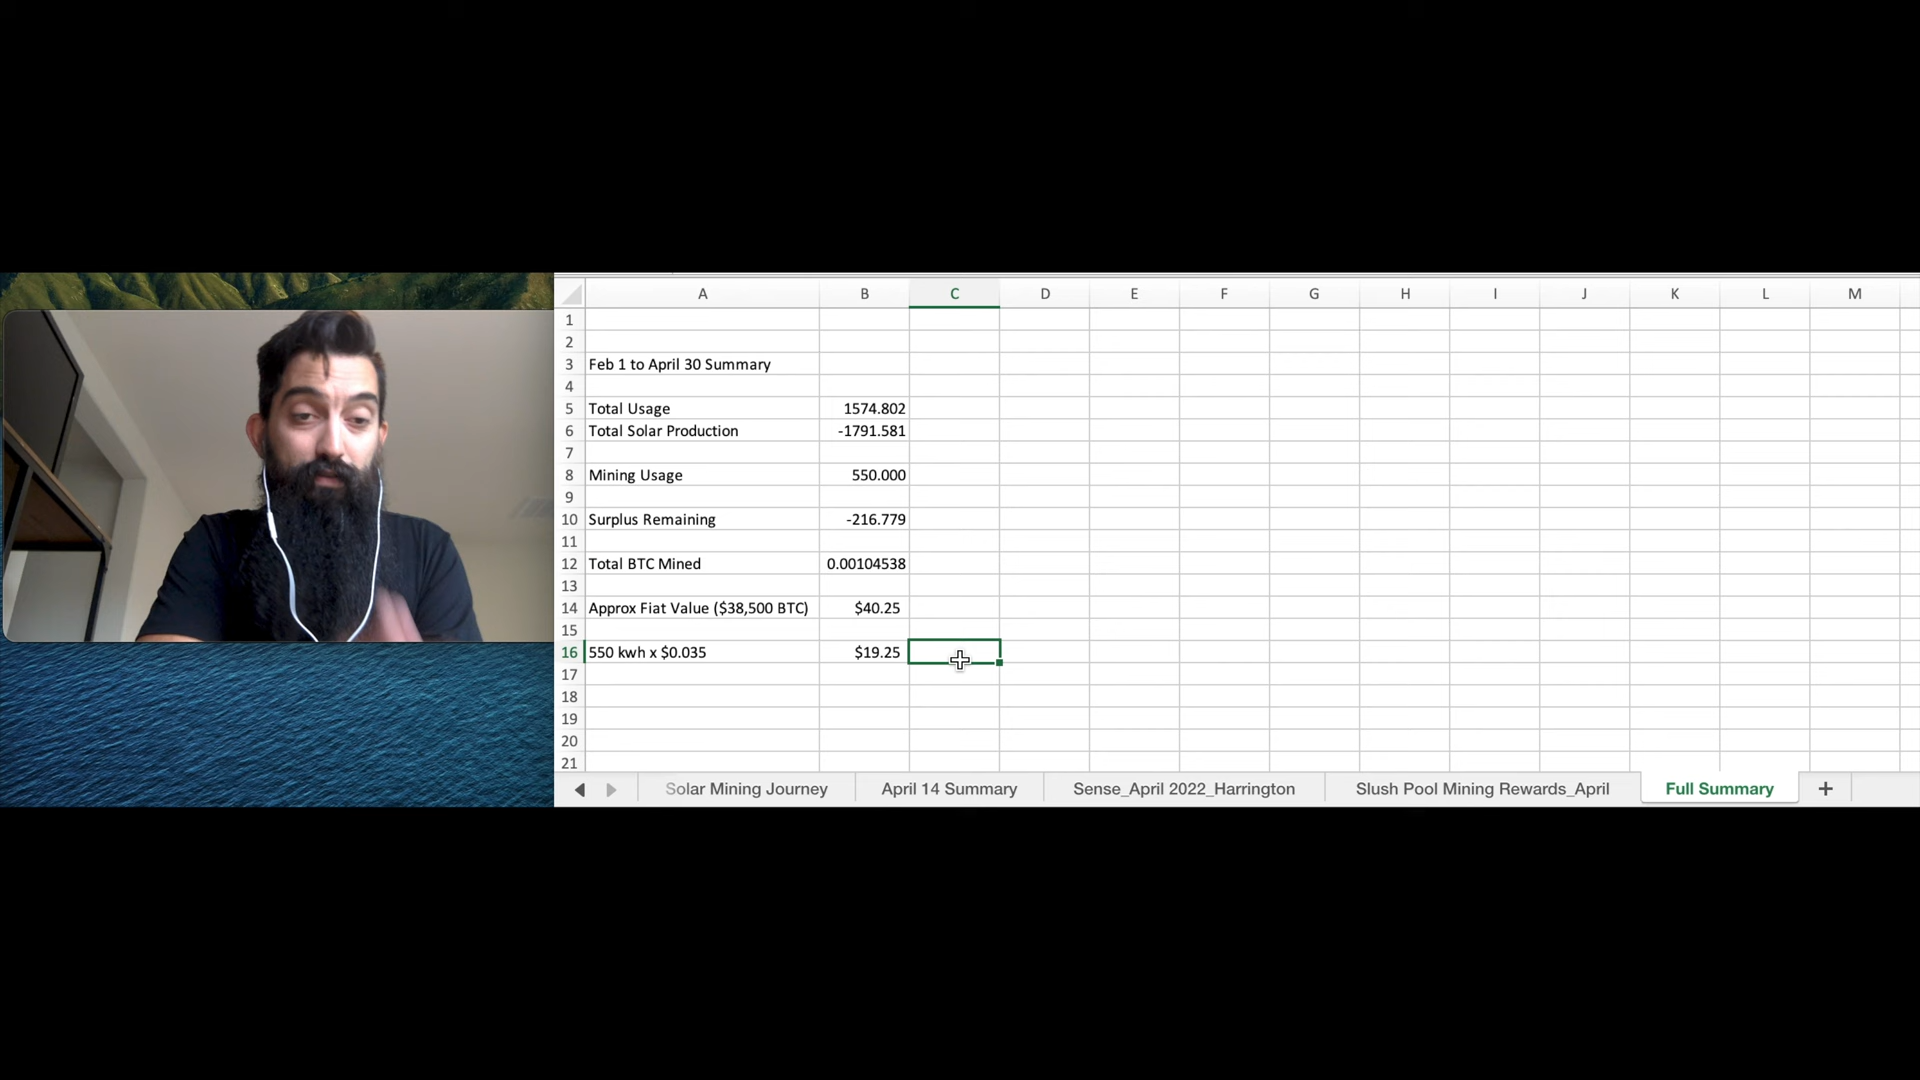 A B C D E F G H I J K L M
1
2
3 Feb 1 to April 30 Summary
4
5 Total Usage 1574.802
6 Total Solar Production -1791.581
7
8 Mining Usage 550.000
9
10 Surplus Remaining -216.779
11
12 Total BTC Mined 0.00104538
13
14 Approx Fiat Value ($38,500 BTC) $40.25
15
16 550 kwh x $0.035 $19.25
17
18
19
20
21
Solar Mining Journey April 14 Summary Sense_April 2022_Harrington Slush Pool Mining Rewards_April Full Summary +